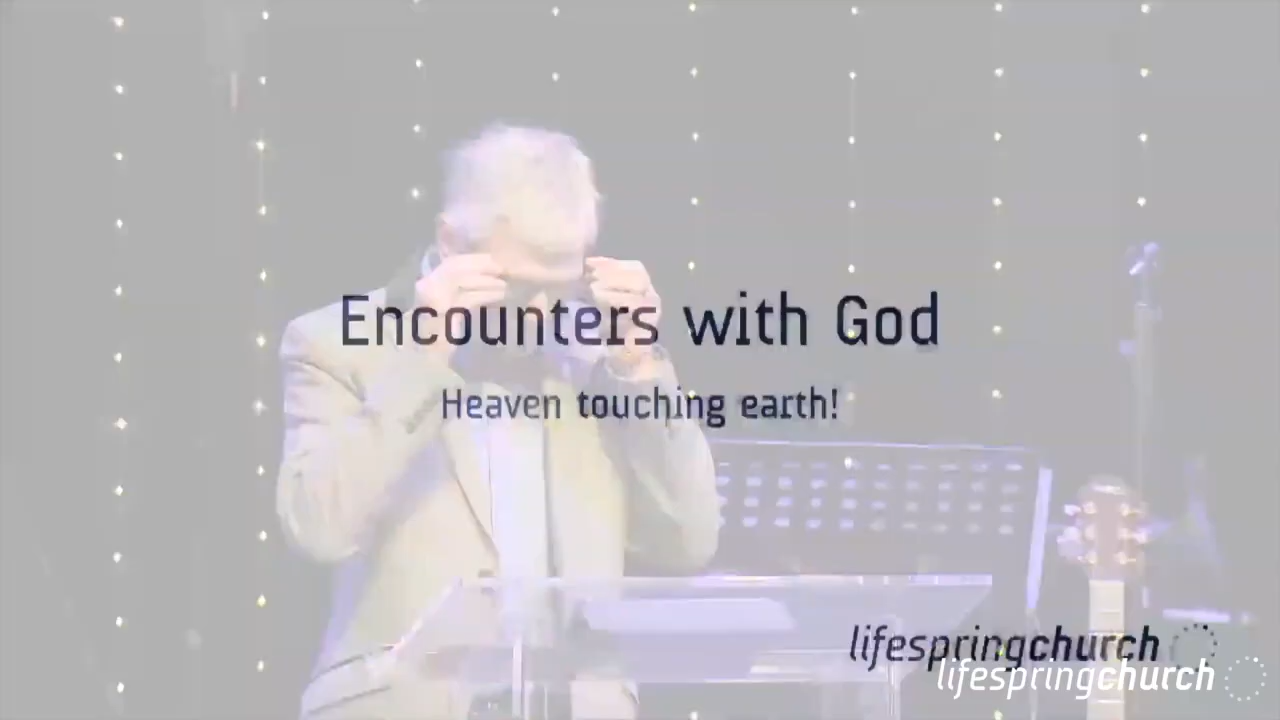 Encounters with God
Heaven touching earth!
lifespringchurch
lifespringchurch